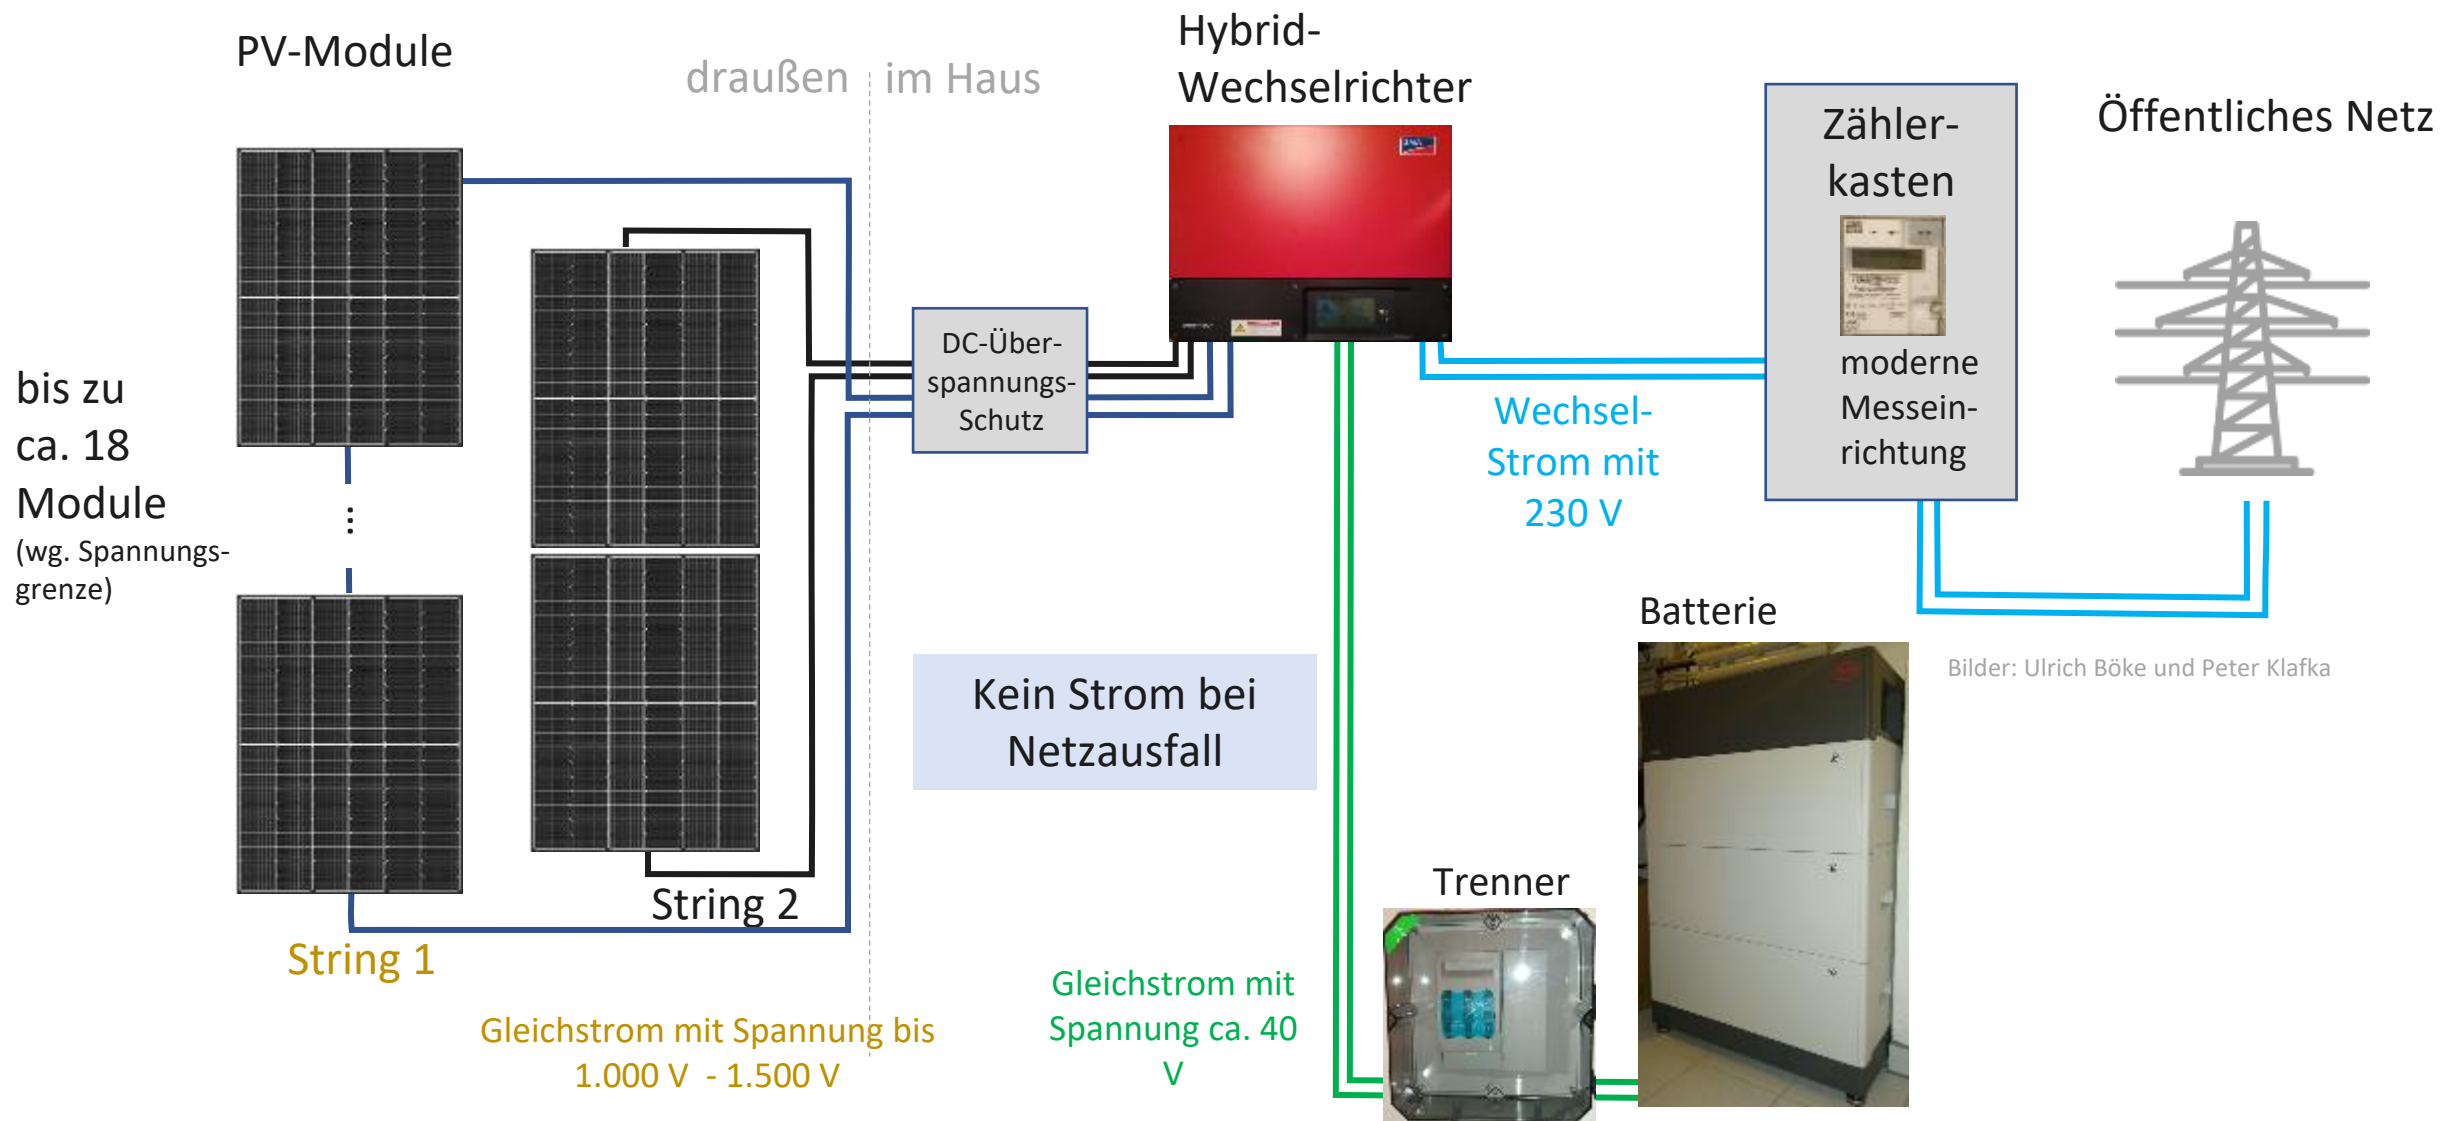 PV-Module
draußen
im Haus
Hybrid-
Wechselrichter
Zähler-
kasten
moderne
Messein-
richtung
Öffentliches Netz
bis zu
ca. 18
Module
(wg. Spannungs-
grenze)
DC-Über-
spannungs-
Schutz
Wechsel-
Strom mit
230 V
Kein Strom bei
Netzausfall
Batterie
Bilder: Ulrich Böke und Peter Klafka
Trenner
String 2
String 1
Gleichstrom mit Spannung bis
1.000 V - 1.500 V
Gleichstrom mit
Spannung ca. 40
V